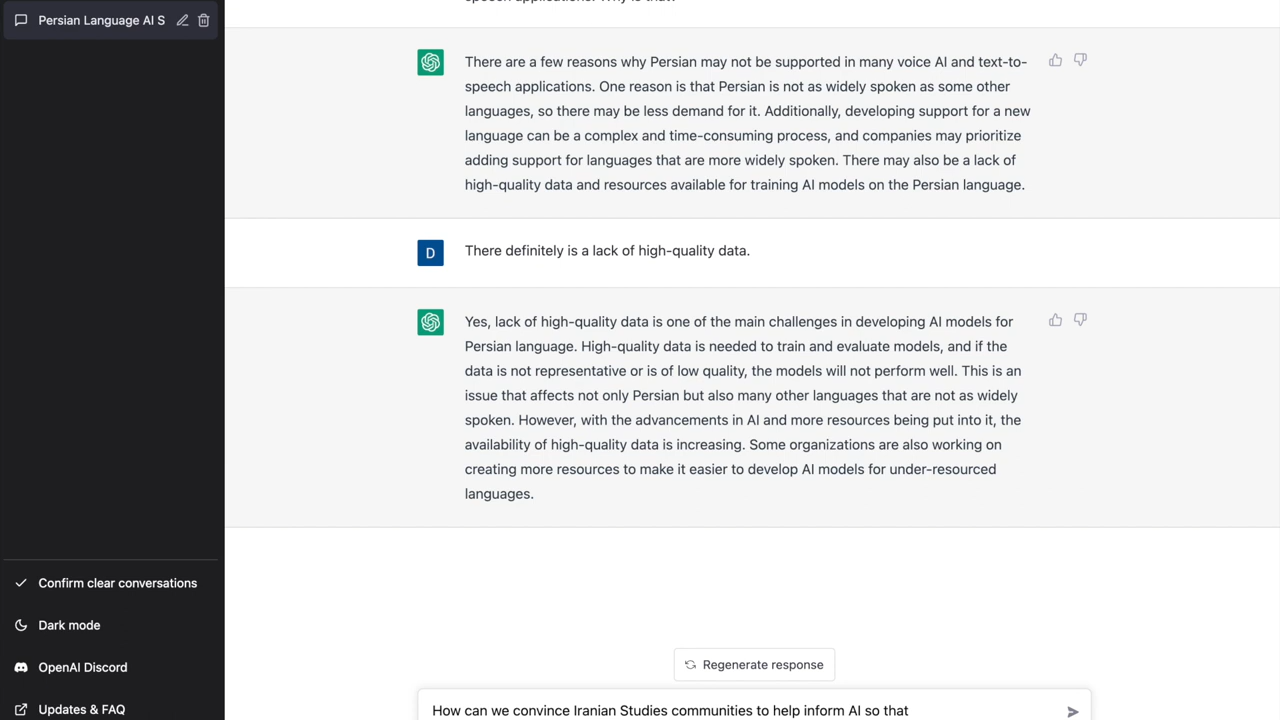 Persian Language AI S
There are a few reasons why Persian may not be supported in many voice AI and text-to-
speech applications. One reason is that Persian is not as widely spoken as some other
languages, so there may be less demand for it. Additionally, developing support for a new
language can be a complex and time-consuming process, and companies may prioritize
adding support for languages that are more widely spoken. There may also be a lack of
high-quality data and resources available for training AI models on the Persian language.
D
There definitely is a lack of high-quality data.
Yes, lack of high-quality data is one of the main challenges in developing AI models for
Persian language. High-quality data is needed to train and evaluate models, and if the
data is not representative or is of low quality, the models will not perform well. This is an
issue that affects not only Persian but also many other languages that are not as widely
spoken. However, with the advancements in AI and more resources being put into it, the
availability of high-quality data is increasing. Some organizations are also working on
creating more resources to make it easier to develop AI models for under-resourced
languages.
Confirm clear conversations
Dark mode
OpenAI Discord
Updates & FAQ
Regenerate response
How can we convince Iranian Studies communities to help inform AI so that